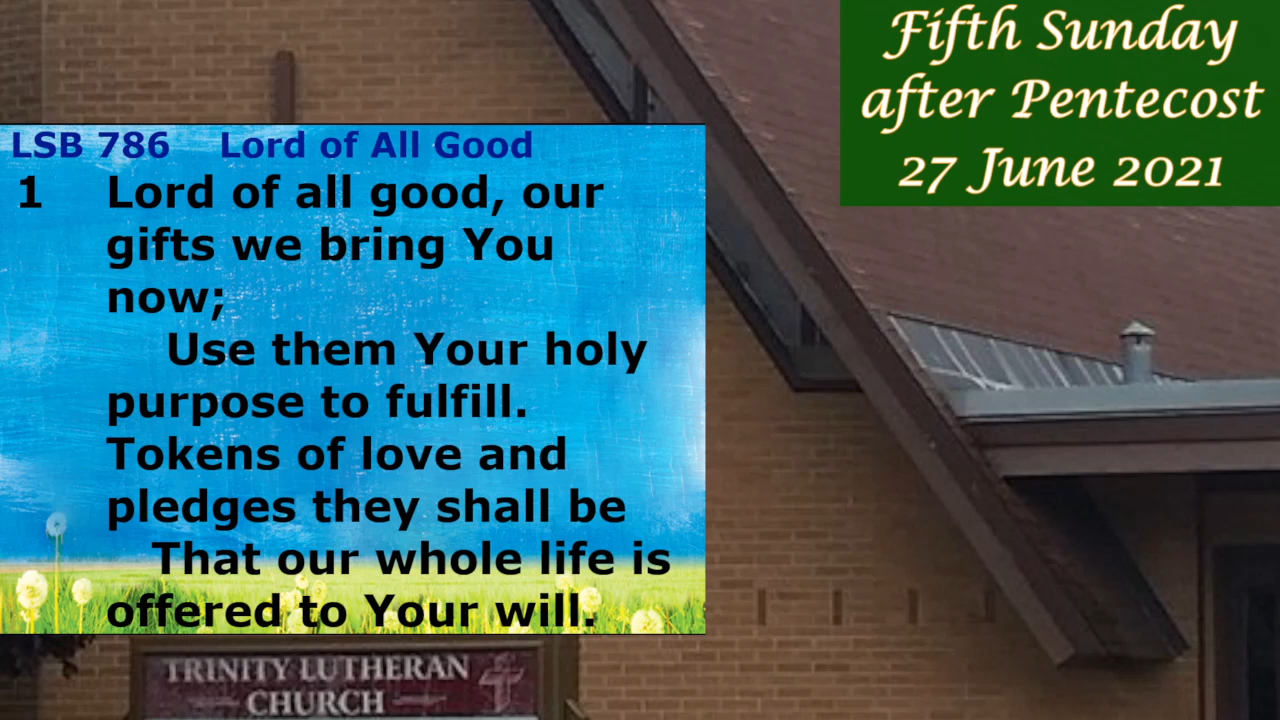 Fifth Sunday
after Pentecost
27 June 2021
LSB 786 Lord of All Good
1 Lord of all good, our
gifts we bring You
now;
Use them Your holy
purpose to fulfill.
Tokens of love and
pledges they shall be
That our whole life is
offered to Your will.
TRINITY LUTHERAN
CHURCH